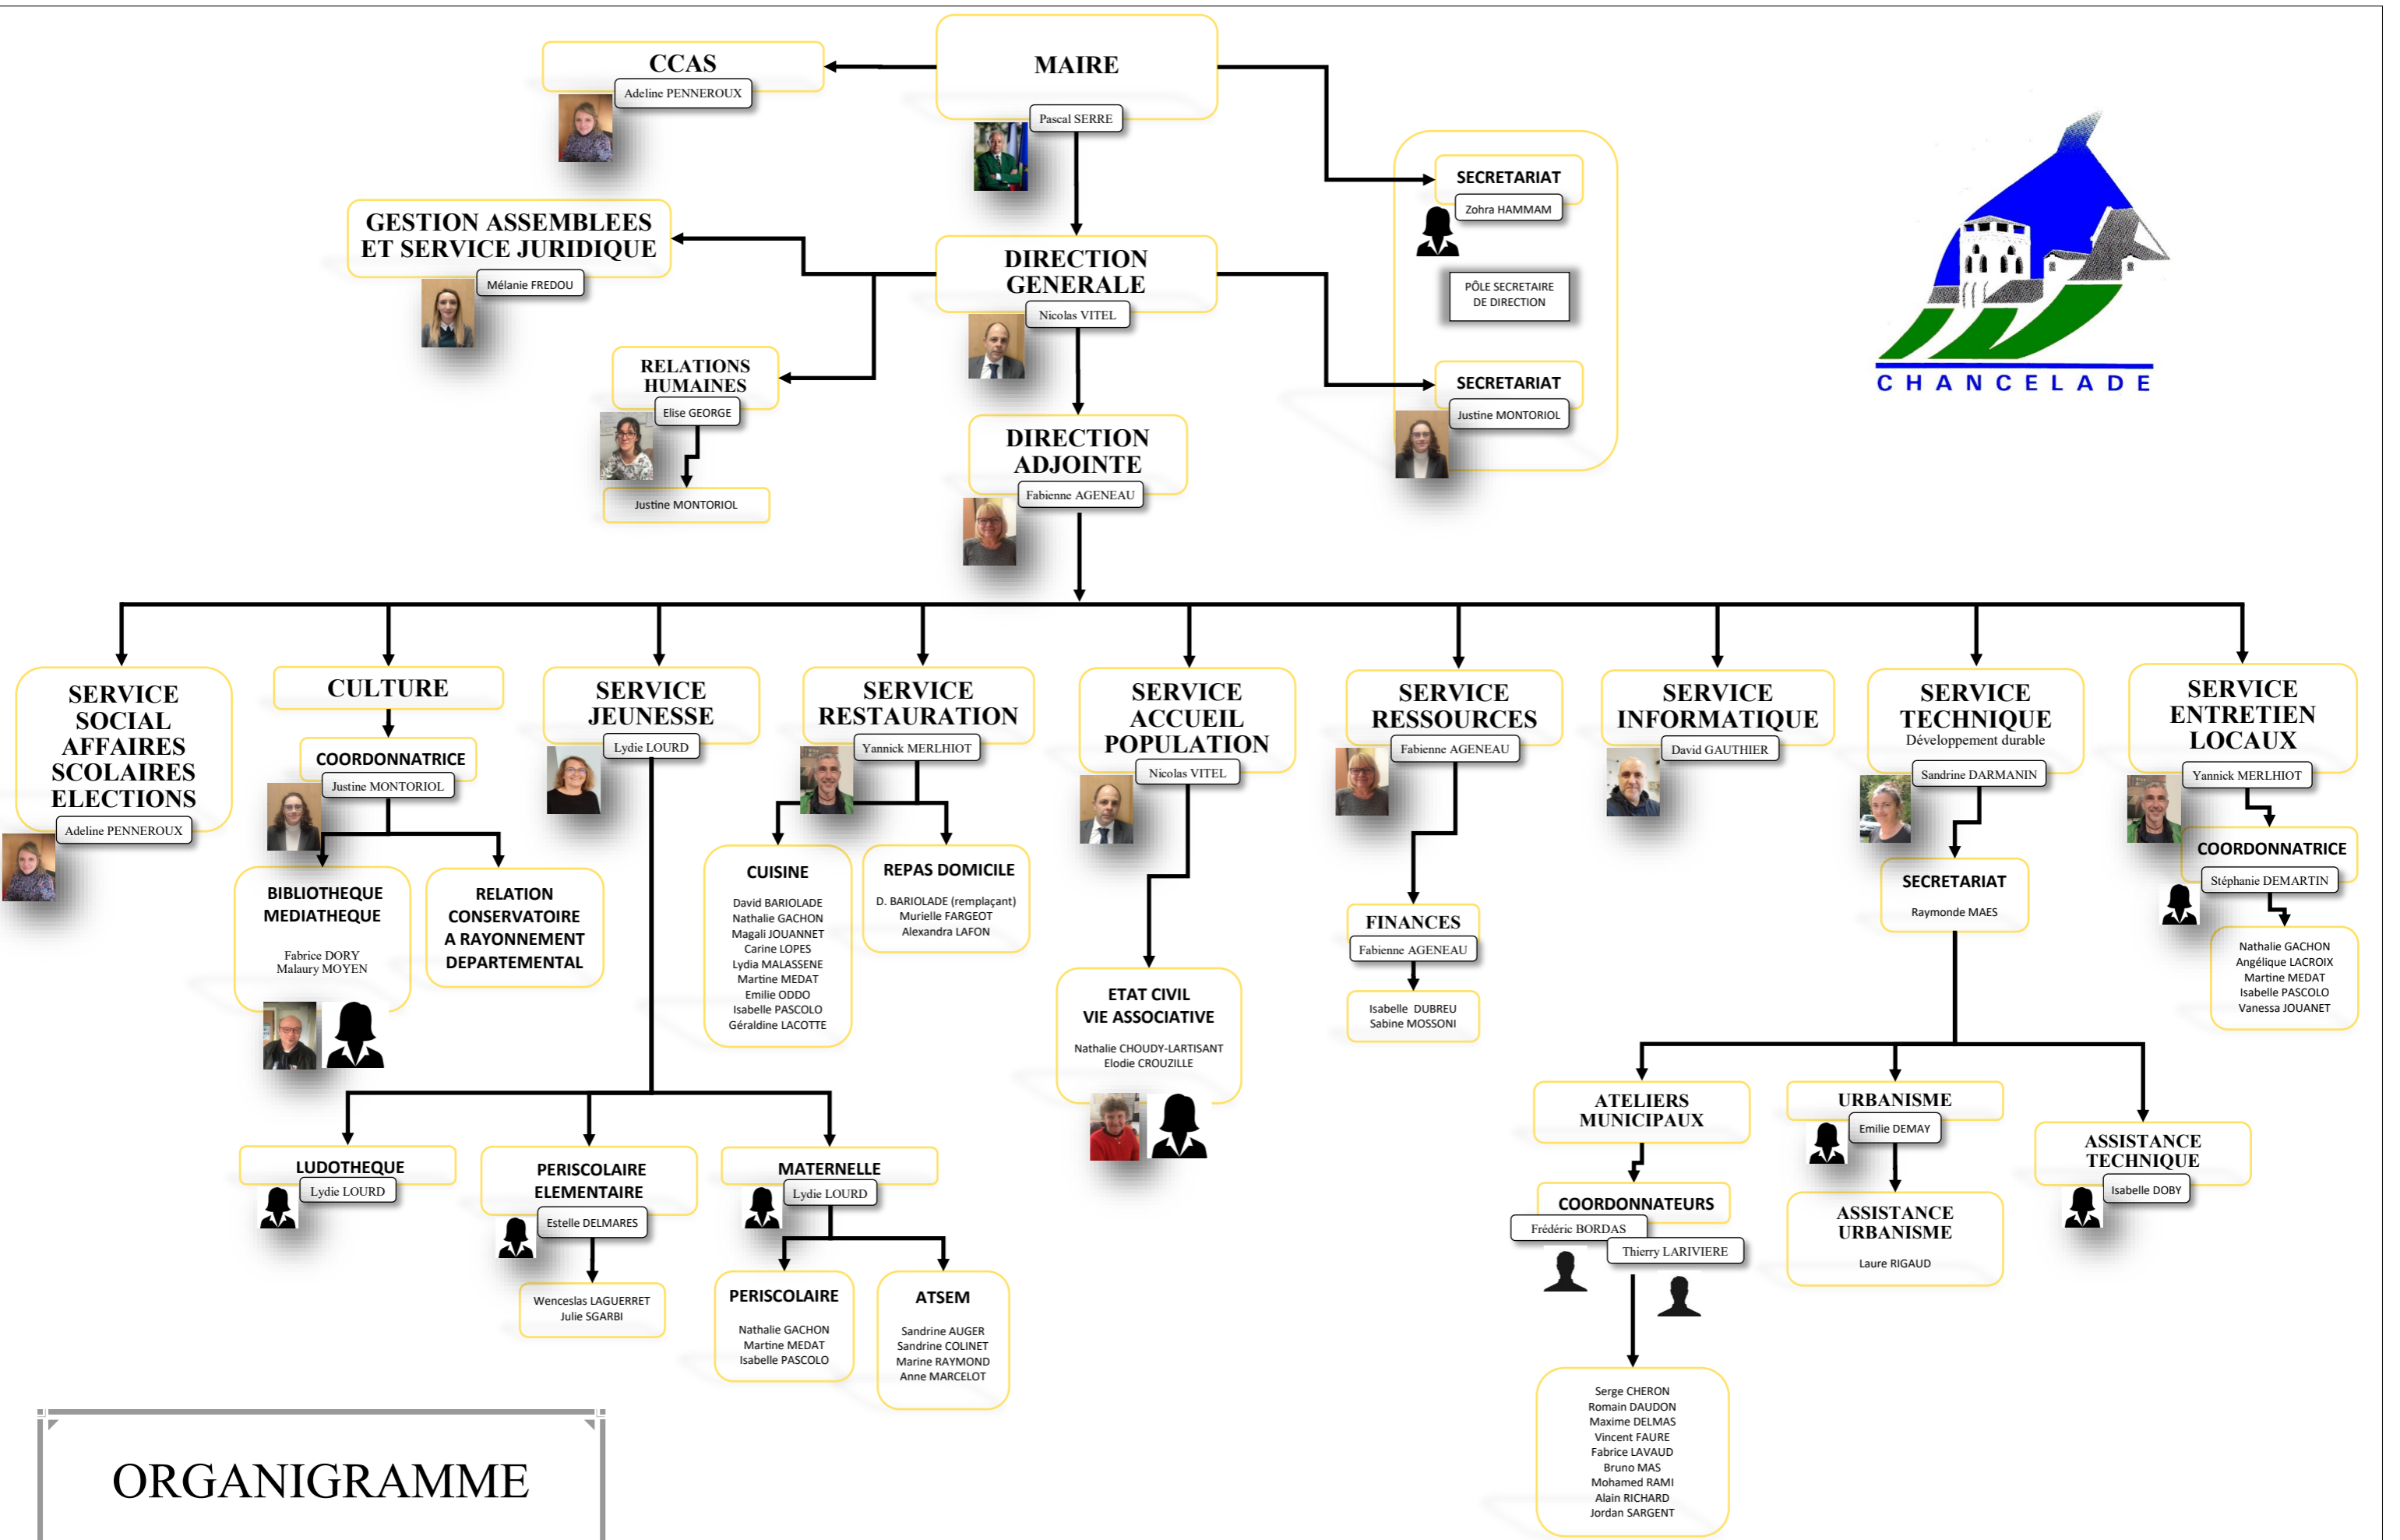 CCAS
Adeline PENNEROUX
MAIRE
Pascal SERRE
SECRETARIAT
Zohra HAMMAM
PÔLE SECRETAIRE
DE DIRECTION
SECRETARIAT
Justine MONTORIOL
CHANCELADE
GESTION ASSEMBLEES
ET SERVICE JURIDIQUE
Mélanie FREDOU
DIRECTION
GENERALE
Nicolas VITEL
RELATIONS
HUMAINES
Elise GEORGE
Justine MONTORIOL
DIRECTION
ADJOINTE
Fabienne AGENEAU
SERVICE
SOCIAL
AFFAIRES
SCOLAIRES
ELECTIONS
Adeline PENNEROUX
CULTURE
COORDONNATRICE
Justine MONTORIOL
BIBLIOTHEQUE
MEDIATHEQUE
Fabrice DORY
Malaury MOYEN
RELATION
CONSERVATOIRE
A RAYONNEMENT
DEPARTEMENTAL
SERVICE
JEUNESSE
Lydie LOURD
LUDOTHEQUE
Lydie LOURD
PERISCOLAIRE
ELEMENTAIRE
Estelle DELMARES
Wenceslas LAGUERRET
Julie SGARBI
MATERNELLE
Lydie LOURD
PERISCOLAIRE
Nathalie GACHON
Martine MEDAT
Isabelle PASCOLO
ATSEM
Sandrine AUGER
Sandrine COLINET
Marine RAYMOND
Anne MARCELOT
SERVICE
RESTAURATION
Yannick MERLHIOT
CUISINE
David BARIOLADE
Nathalie GACHON
Magali JOUANNET
Carine LOPES
Lydia MALASSENE
Martine MEDAT
Emilie ODDO
Isabelle PASCOLO
Géraldine LACOTTE
REPAS DOMICILE
D. BARIOLADE (remplaçant)
Murielle FARGEOT
Alexandra LAFON
SERVICE
ACCUEIL
POPULATION
Nicolas VITEL
ETAT CIVIL
VIE ASSOCIATIVE
Nathalie CHOUDY-LARTISANT
Elodie CROUZILLE
SERVICE
RESSOURCES
Fabienne AGENEAU
FINANCES
Fabienne AGENEAU
Isabelle DUBREU
Sabine MOSSONI
SERVICE
INFORMATIQUE
David GAUTHIER
SERVICE
TECHNIQUE
Développement durable
Sandrine DARMANIN
SECRETARIAT
Raymonde MAES
ATELIERS
MUNICIPAUX
COORDONNATEURS
Frédéric BORDAS
Thierry LARIVIERE
Serge CHERON
Romain DAUDON
Maxime DELMAS
Vincent FAURE
Fabrice LAVAUD
Bruno MAS
Mohamed RAMI
Alain RICHARD
Jordan SARGENT
URBANISME
Emilie DEMAY
ASSISTANCE
URBANISME
Laure RIGAUD
ASSISTANCE
TECHNIQUE
Isabelle DOBY
SERVICE
ENTRETIEN
LOCAUX
Yannick MERLHIOT
COORDONNATRICE
Stéphanie DEMARTIN
Nathalie GACHON
Angélique LACROIX
Martine MEDAT
Isabelle PASCOLO
Vanessa JOUANET
ORGANIGRAMME